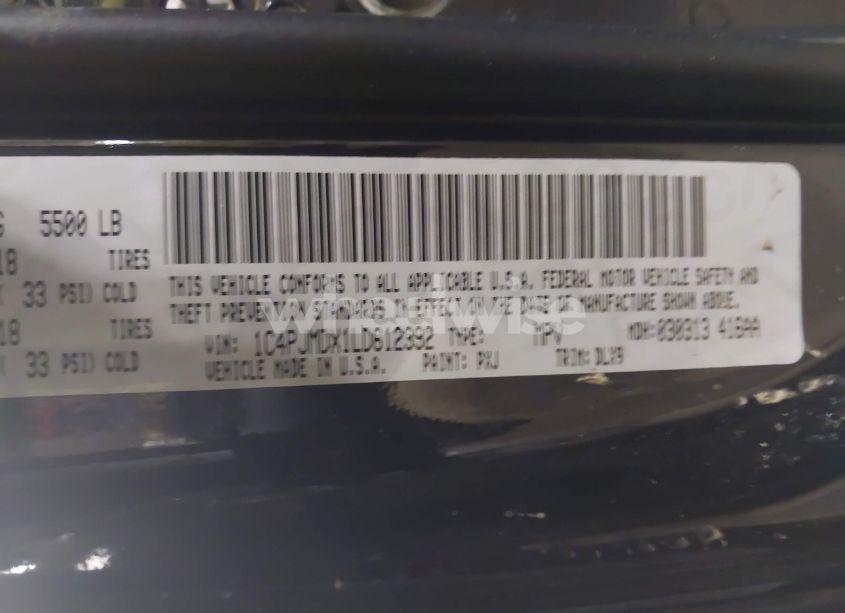 5500 LB
18 TIRES
33 PSI) COLD
18 TIRES
33 PSI) COLD
THIS VEHICLE CONFORMS TO ALL APPLICABLE U.S.A. FEDERAL MOTOR VEHICLE SAFETY AND
THEFT PREVENTION STANDARDS IN EFFECT ON THE DATE OF MANUFACTURE SHOWN ABOVE.
VIN: 1C4PJMDX1LD612392 TYPE: MPV MDH: 030313 416AA
VEHICLE MADE IN U.S.A. PAINT: PXJ TRIM: DLX9
wheelwise